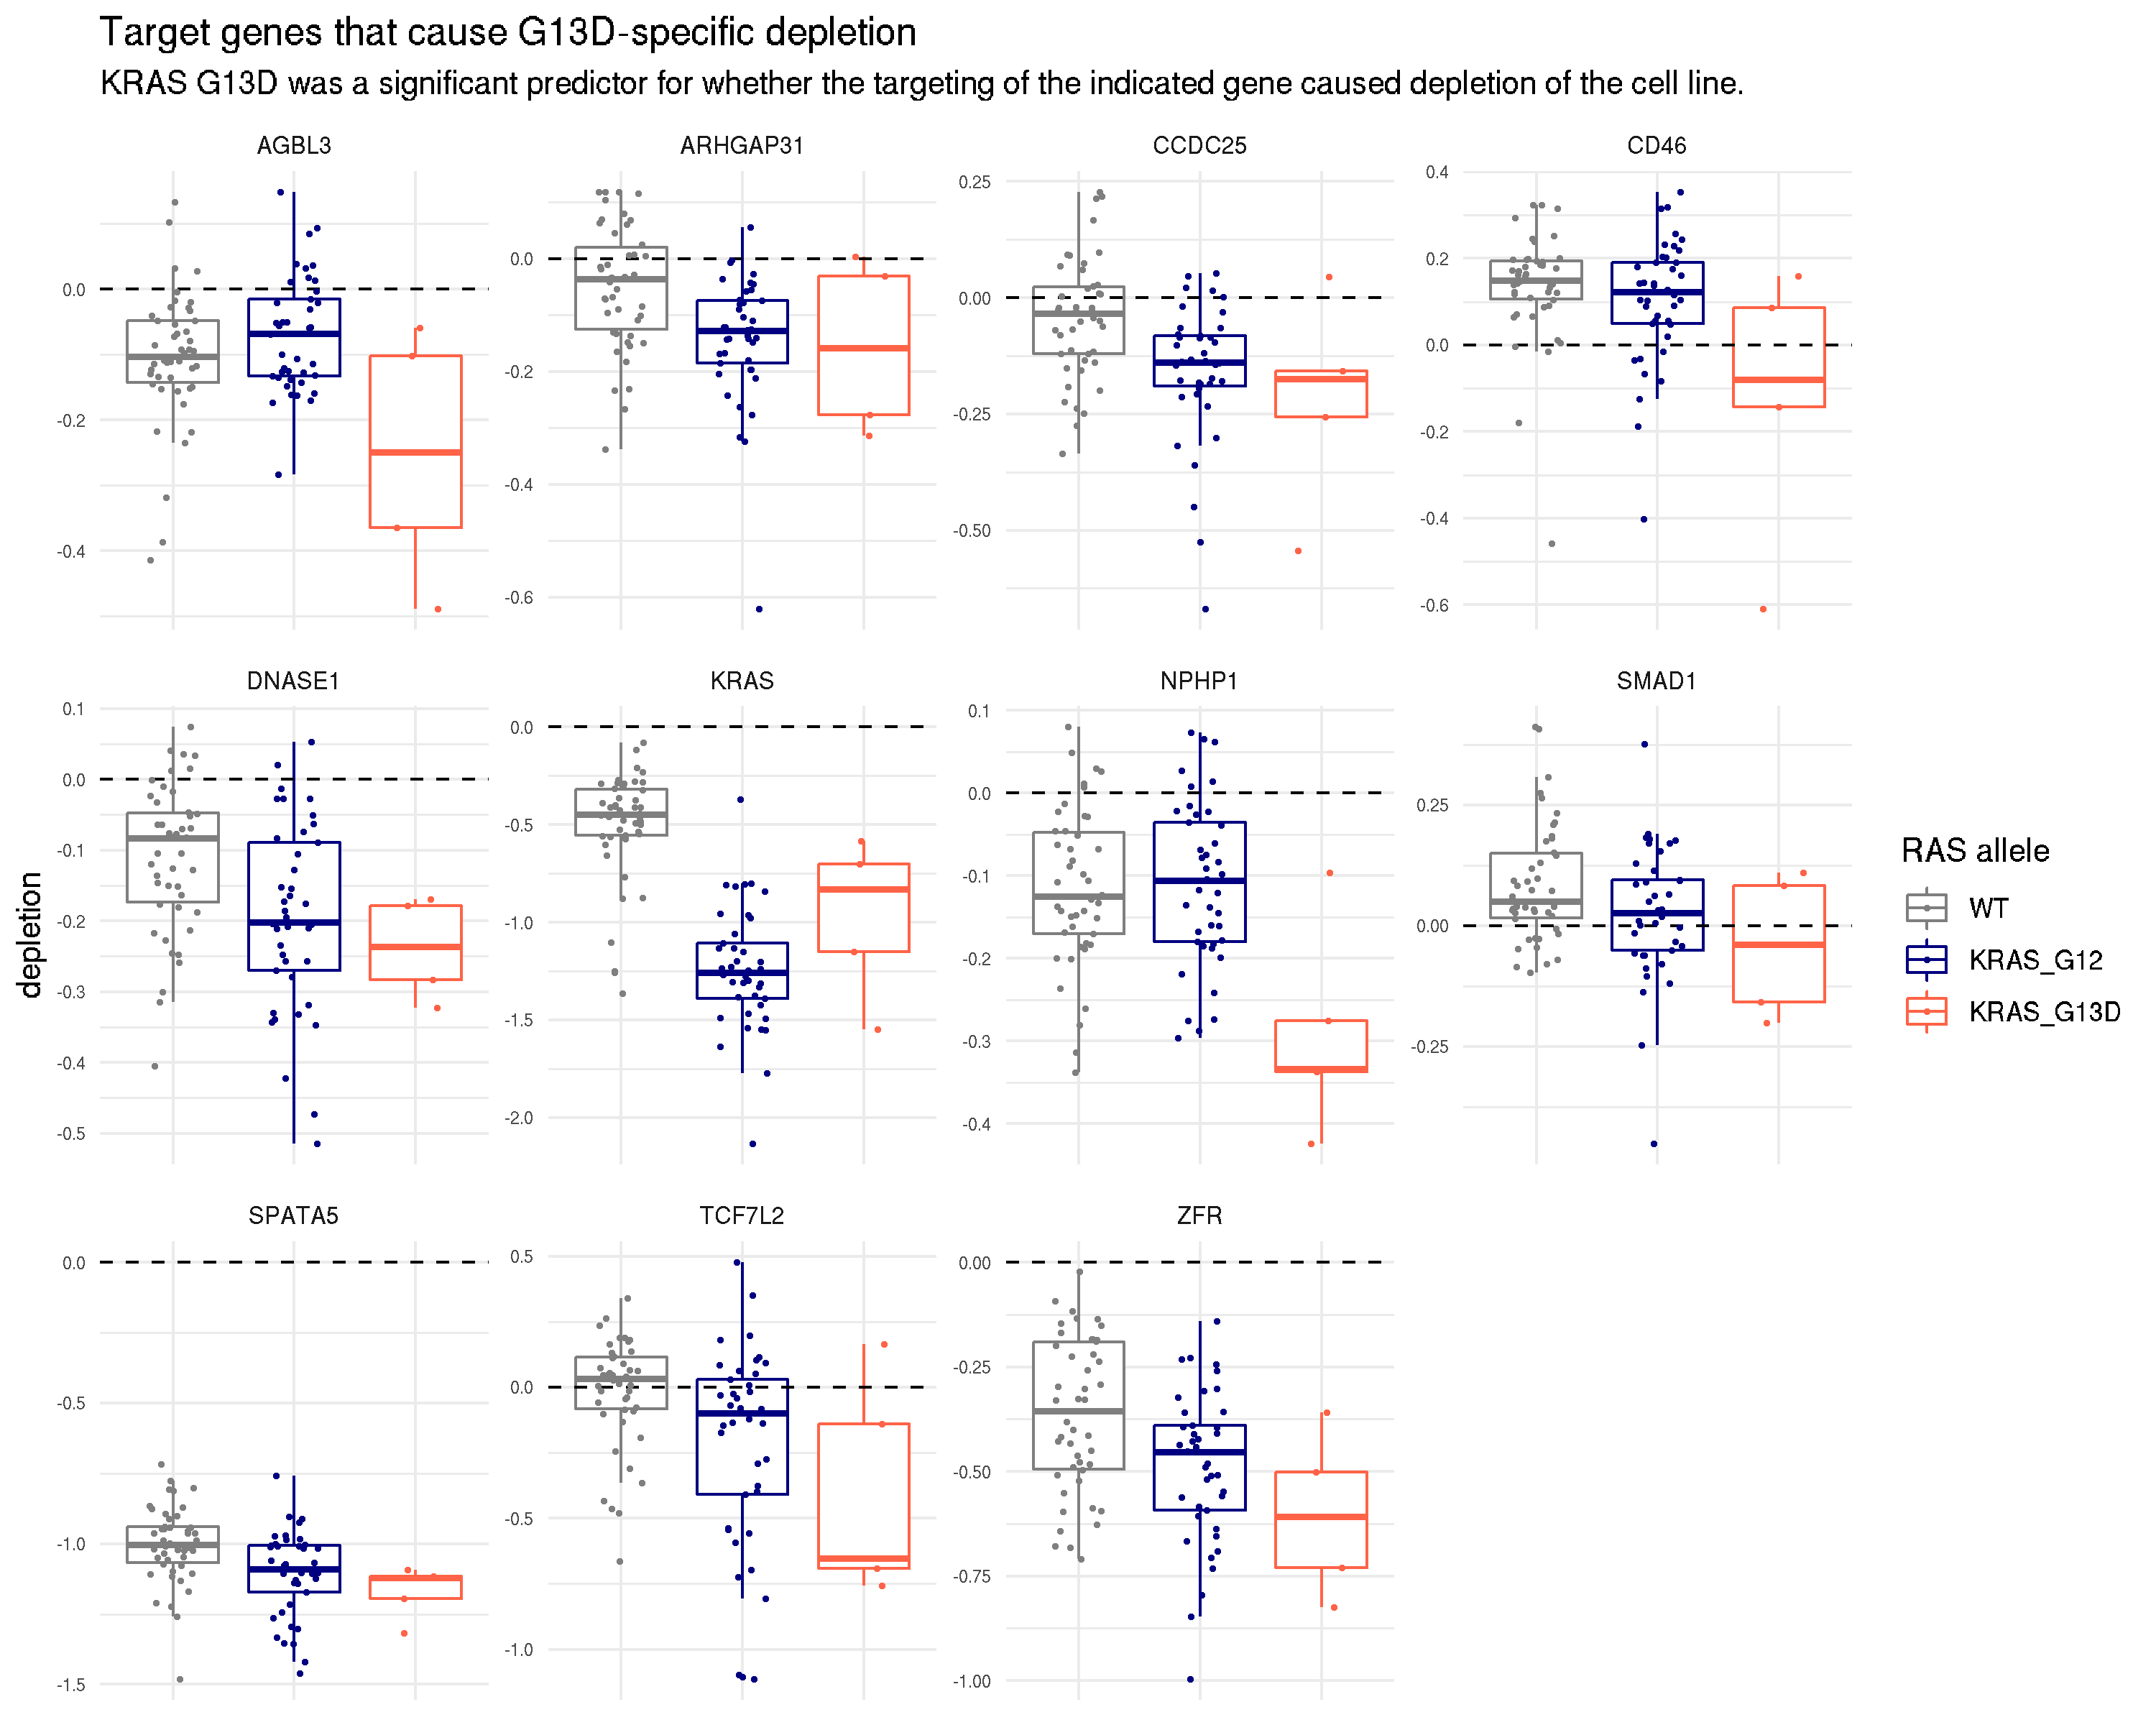 Target genes that cause G13D-specific depletion
KRAS G13D was a significant predictor for whether the targeting of the indicated gene caused depletion of the cell line.
AGBL3
ARHGAP31
CCDC25
CD46
0.0
-0.2
-0.4
0.0
-0.2
-0.4
-0.6
0.25
0.00
-0.25
-0.50
0.4
0.2
0.0
-0.2
-0.4
-0.6
DNASE1
KRAS
NPHP1
SMAD1
0.1
0.0
-0.1
-0.2
-0.3
-0.4
-0.5
0.0
-0.5
-1.0
-1.5
-2.0
0.1
0.0
-0.1
-0.2
-0.3
-0.4
0.25
0.00
-0.25
SPATA5
TCF7L2
ZFR
0.0
-0.5
-1.0
-1.5
0.5
0.0
-0.5
-1.0
0.00
-0.25
-0.50
-0.75
-1.00
depletion
RAS allele
WT
KRAS_G12
KRAS_G13D